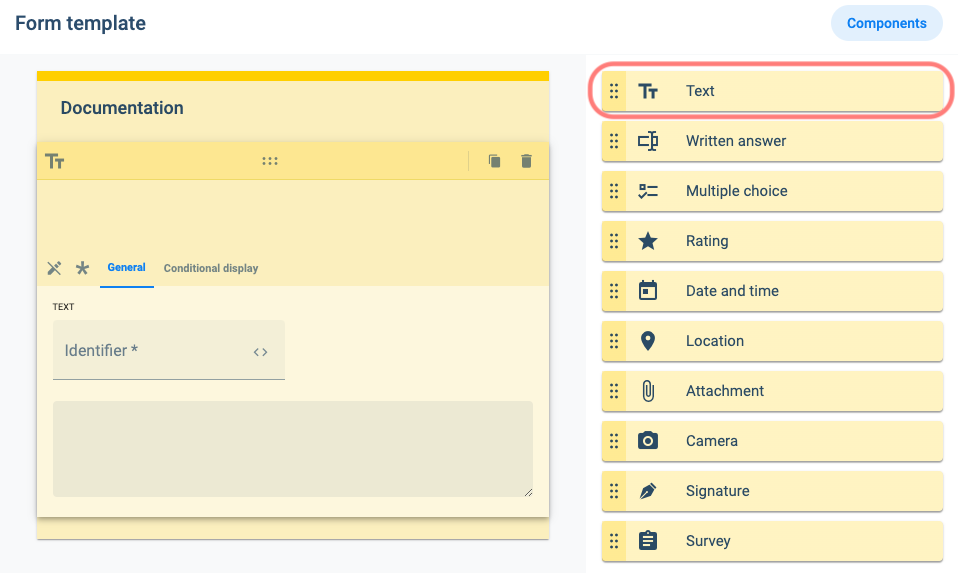 Form template
Components
Documentation
General
Conditional display
TEXT
Identifier *
Text
Written answer
Multiple choice
Rating
Date and time
Location
Attachment
Camera
Signature
Survey